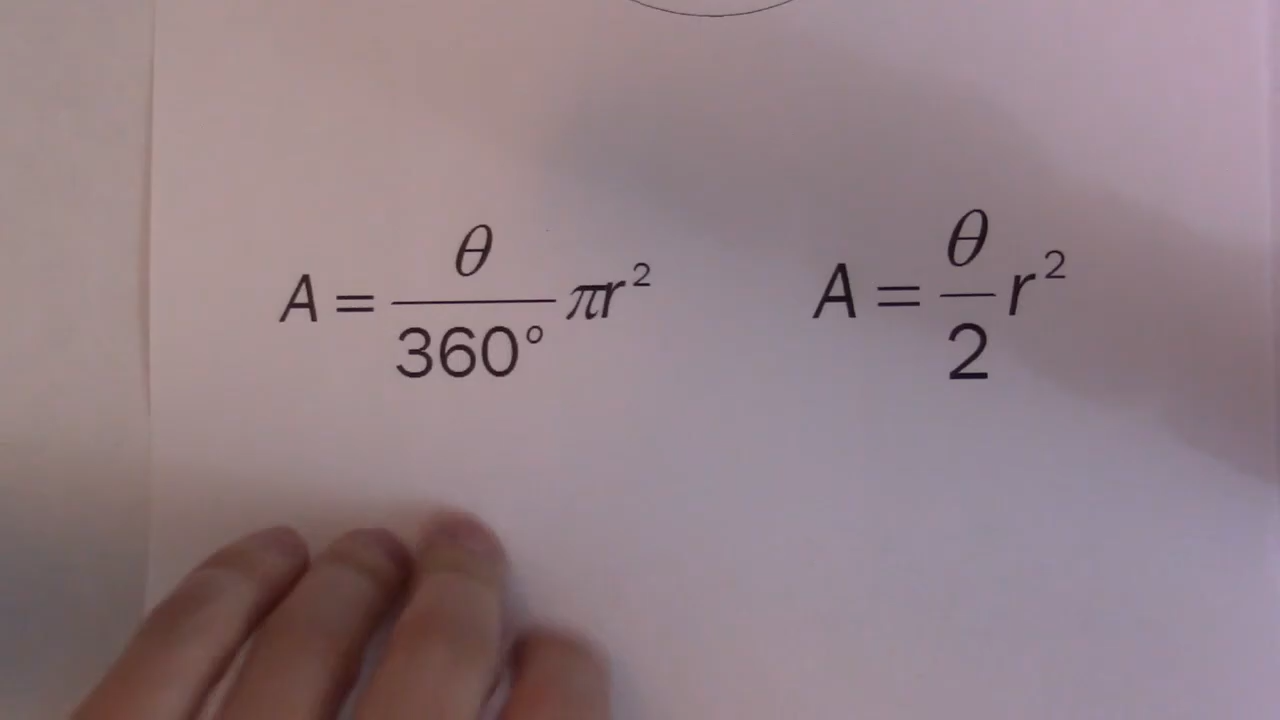 A = θ/360° πr²
A = θ/2 r²